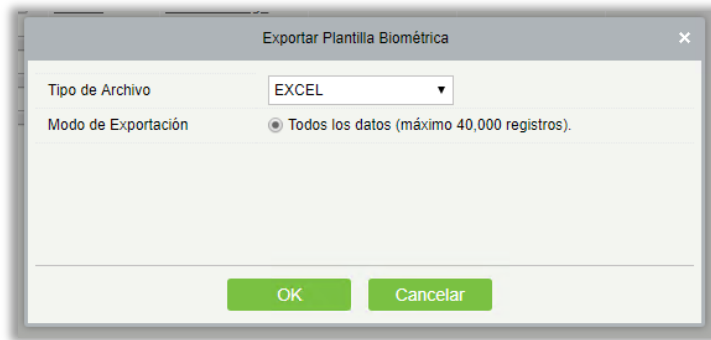 Exportar Plantilla Biométrica ×
Tipo de Archivo EXCEL
Modo de Exportación Todos los datos (máximo 40,000 registros).
OK Cancelar